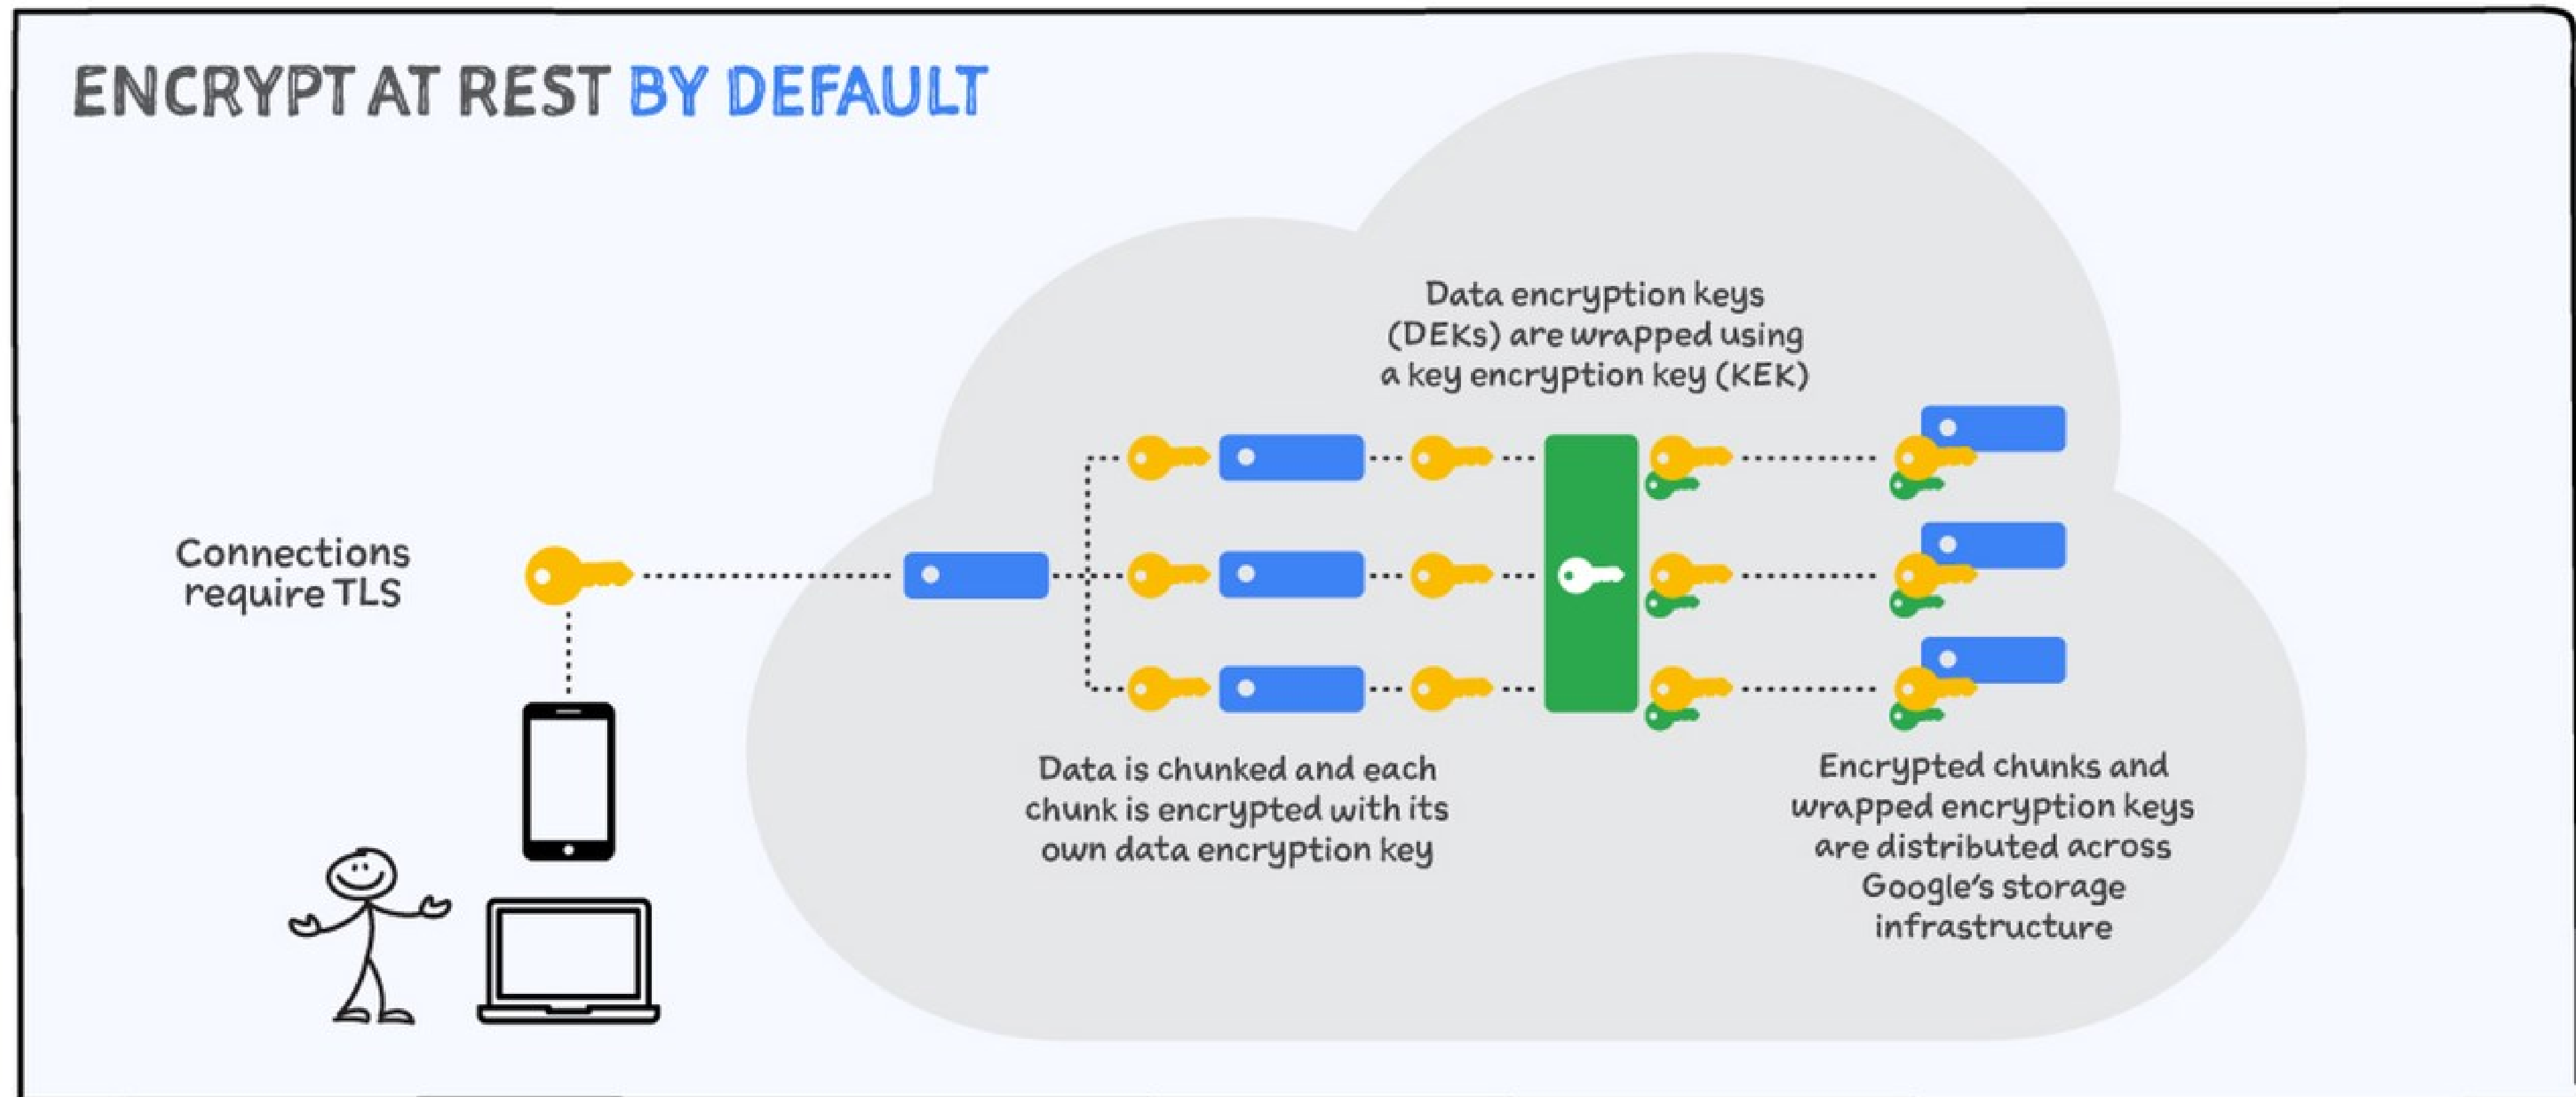 ENCRYPT AT REST BY DEFAULT
Connections
require TLS
Data encryption keys
(DEKs) are wrapped using
a key encryption key (KEK)
Data is chunked and each
chunk is encrypted with its
own data encryption key
Encrypted chunks and
wrapped encryption keys
are distributed across
Google's storage
infrastructure